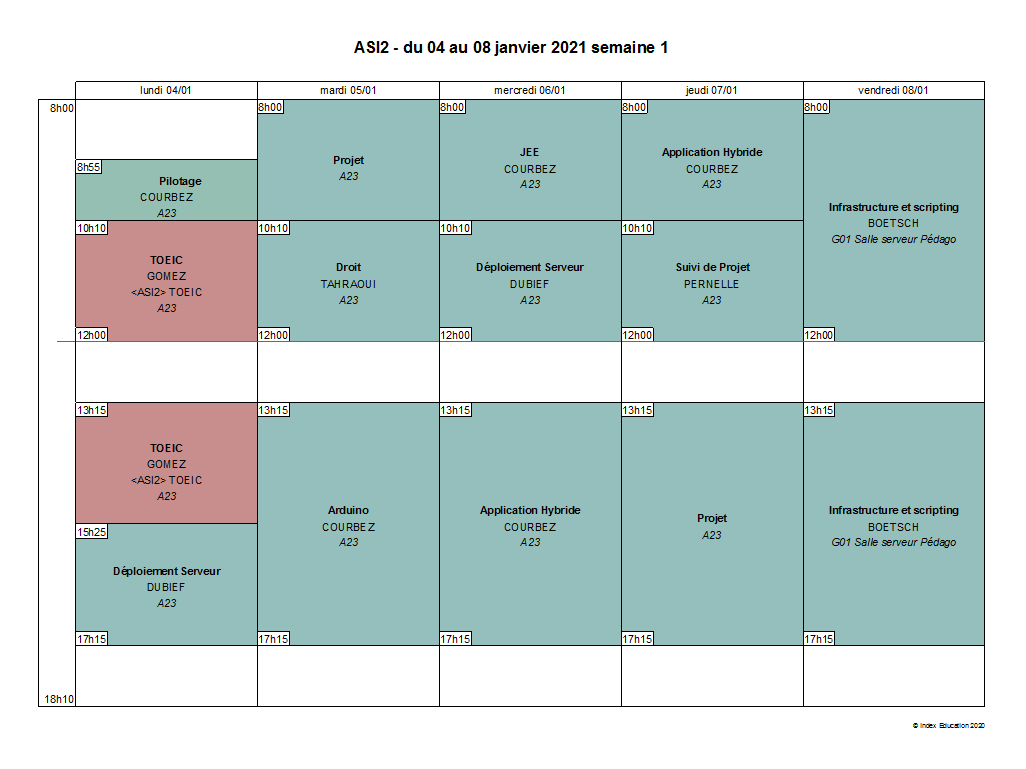 ASI2 - du 04 au 08 janvier 2021 semaine 1
lundi 04/01
mardi 05/01
mercredi 06/01
jeudi 07/01
vendredi 08/01
8h00
18h10
8h55
Pilotage
COURBEZ
A23
10h10
TOEIC
GOMEZ
<ASI2> TOEIC
A23
12h00
13h15
TOEIC
GOMEZ
<ASI2> TOEIC
A23
15h25
Déploiement Serveur
DUBIEF
A23
17h15
8h00
Projet
A23
10h10
Droit
TAHRAOUI
A23
12h00
13h15
Arduino
COURBEZ
A23
17h15
8h00
JEE
COURBEZ
A23
10h10
Déploiement Serveur
DUBIEF
A23
12h00
13h15
Application Hybride
COURBEZ
A23
17h15
8h00
Application Hybride
COURBEZ
A23
10h10
Suivi de Projet
PERNELLE
A23
12h00
13h15
Projet
A23
17h15
8h00
Infrastructure et scripting
BOETSCH
G01 Salle serveur Pédago
12h00
13h15
Infrastructure et scripting
BOETSCH
G01 Salle serveur Pédago
17h15
© Index Education 2020